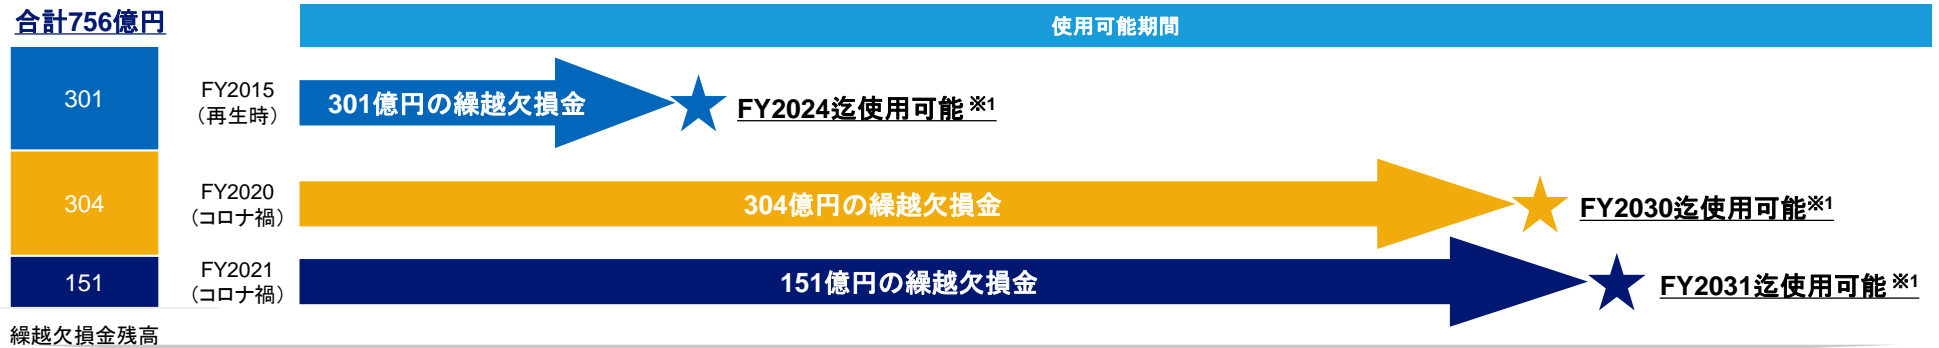 合計756億円
使用可能期間
301
FY2015
（再生時）
301億円の繰越欠損金
FY2024迄使用可能 ※1
304
FY2020
（コロナ禍）
304億円の繰越欠損金
FY2030迄使用可能※1
151
FY2021
（コロナ禍）
151億円の繰越欠損金
FY2031迄使用可能 ※1
繰越欠損金残高